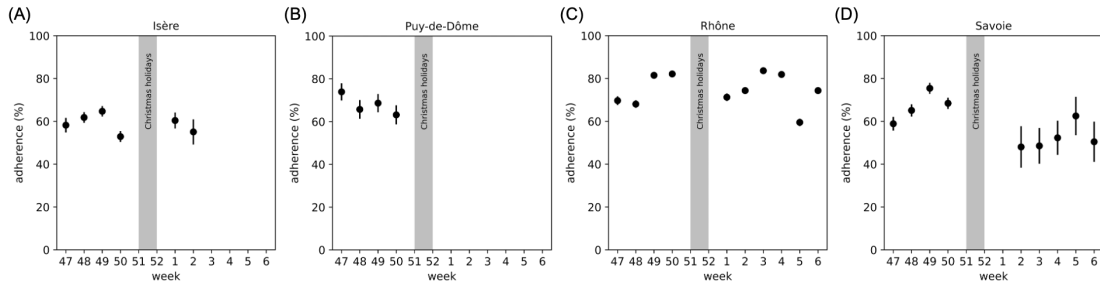 (A)
Isère
100
80
60
40
20
0
adherence (%)
Christmas holidays
47 48 49 50 51 52 1 2 3 4 5 6
week
(B)
Puy-de-Dôme
100
80
60
40
20
0
adherence (%)
Christmas holidays
47 48 49 50 51 52 1 2 3 4 5 6
week
(C)
Rhône
100
80
60
40
20
0
adherence (%)
Christmas holidays
47 48 49 50 51 52 1 2 3 4 5 6
week
(D)
Savoie
100
80
60
40
20
0
adherence (%)
Christmas holidays
47 48 49 50 51 52 1 2 3 4 5 6
week